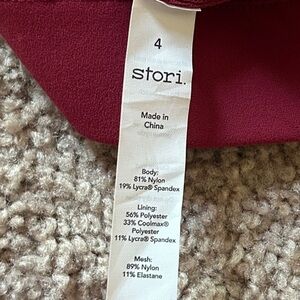 4
stori.
Made in
China
Body:
81% Nylon
19% Lycra® Spandex
Lining:
56% Polyester
33% Coolmax®
Polyester
11% Lycra® Spandex
Mesh:
89% Nylon
11% Elastane